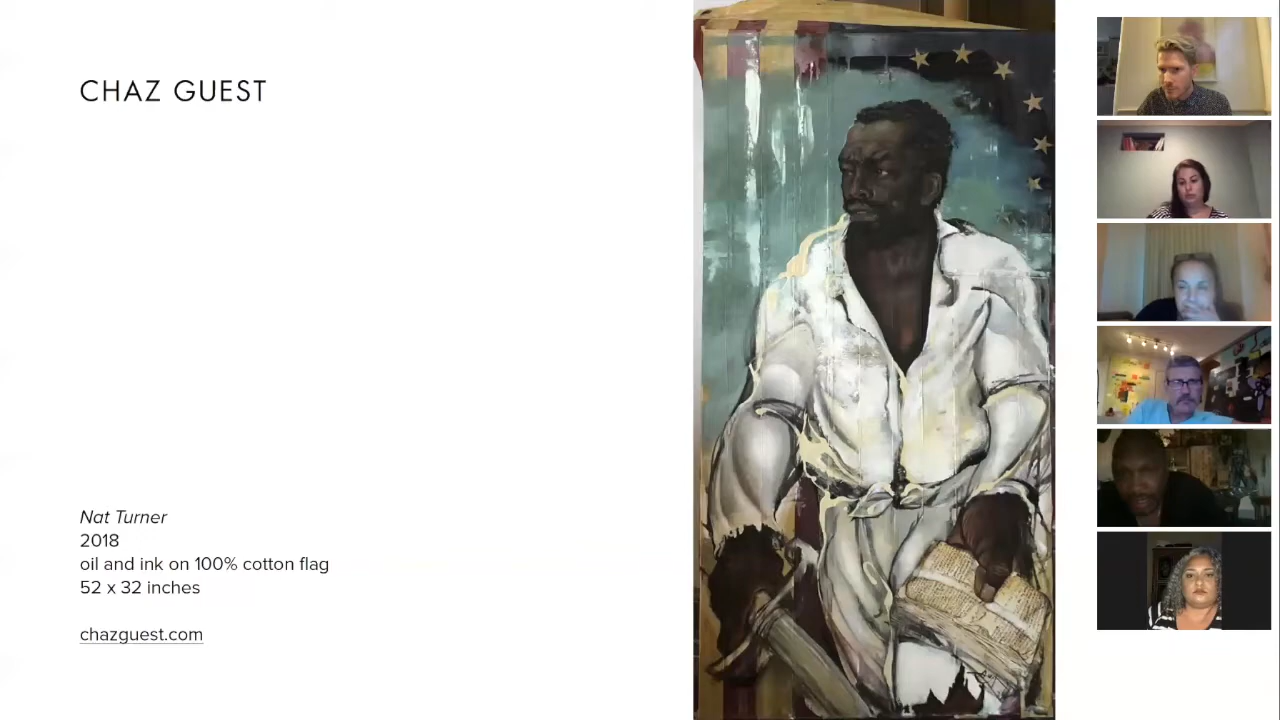 CHAZ GUEST
Nat Turner
2018
oil and ink on 100% cotton flag
52 x 32 inches
chazguest.com